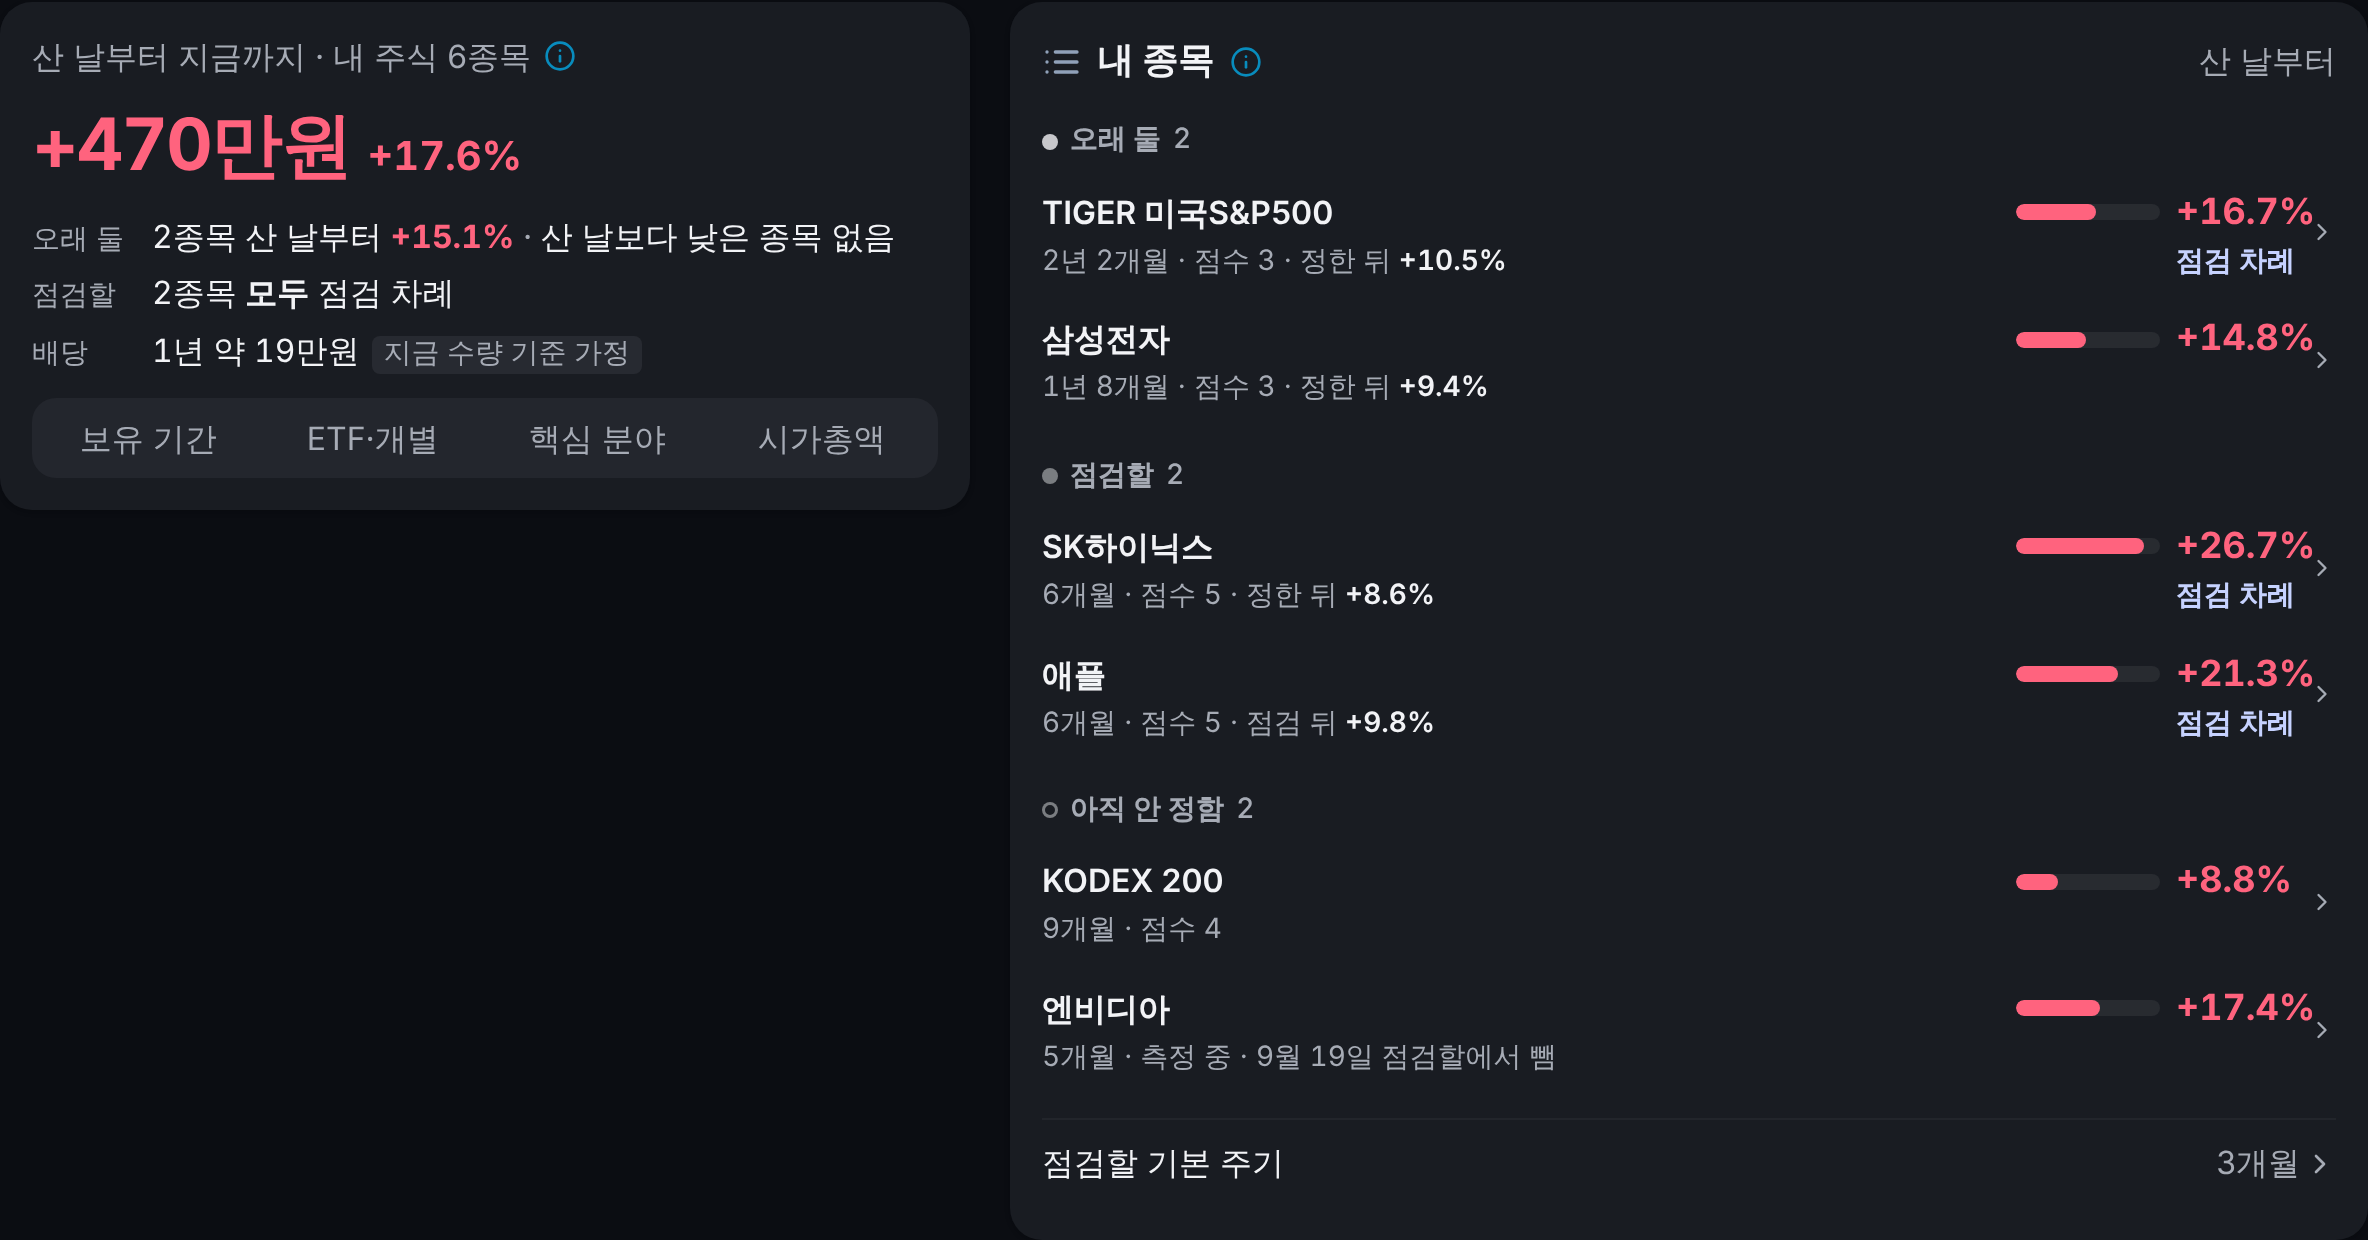 산 날부터 지금까지 · 내 주식 6종목
+470만원 +17.6%
오래 둘 2종목 산 날부터 +15.1% · 산 날보다 낮은 종목 없음
점검할 2종목 모두 점검 차례
배당 1년 약 19만원 지금 수량 기준 가정
보유 기간 ETF·개별 핵심 분야 시가총액
내 종목 산 날부터
오래 둘 2
TIGER 미국S&P500 +16.7%
2년 2개월 · 점수 3 · 정한 뒤 +10.5% 점검 차례
삼성전자 +14.8%
1년 8개월 · 점수 3 · 정한 뒤 +9.4%
점검할 2
SK하이닉스 +26.7%
6개월 · 점수 5 · 정한 뒤 +8.6% 점검 차례
애플 +21.3%
6개월 · 점수 5 · 점검 뒤 +9.8% 점검 차례
아직 안 정함 2
KODEX 200 +8.8%
9개월 · 점수 4
엔비디아 +17.4%
5개월 · 측정 중 · 9월 19일 점검할에서 뺌
점검할 기본 주기 3개월